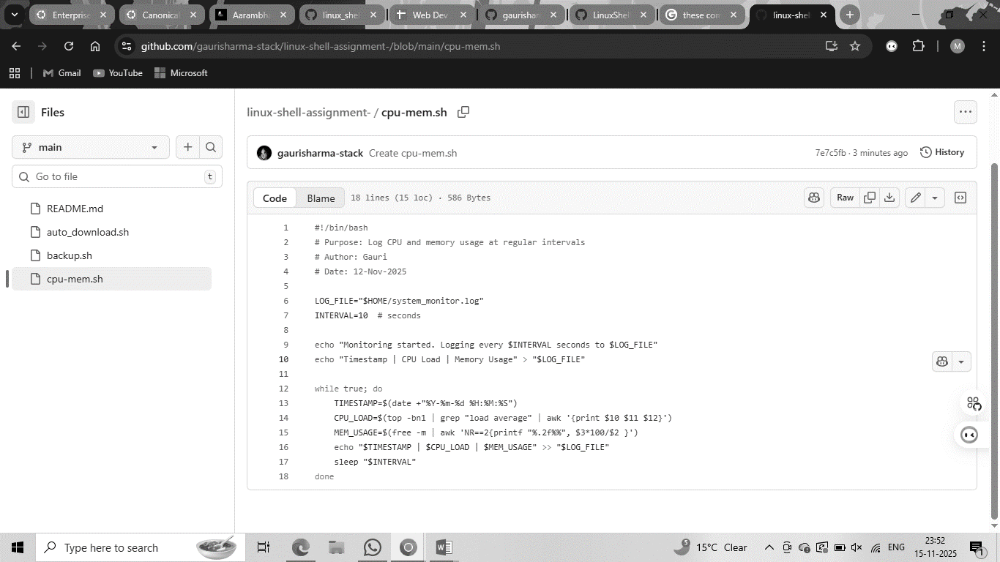 Enterprise
Canonical
Aarambh
linux_shell
Web Dev
gaurisharm
LinuxShel
these com
linux-shel
github.com/gaurisharma-stack/linux-shell-assignment-/blob/main/cpu-mem.sh
M
Gmail
YouTube
Microsoft
Files
main
Go to file
t
README.md
auto_download.sh
backup.sh
cpu-mem.sh
linux-shell-assignment- / cpu-mem.sh
gaurisharma-stack Create cpu-mem.sh
7e7c5fb · 3 minutes ago
History
Code
Blame
18 lines (15 loc) · 586 Bytes
Raw
1 #!/bin/bash
2 # Purpose: Log CPU and memory usage at regular intervals
3 # Author: Gauri
4 # Date: 12-Nov-2025
5
6 LOG_FILE="$HOME/system_monitor.log"
7 INTERVAL=10  # seconds
8
9 echo "Monitoring started. Logging every $INTERVAL seconds to $LOG_FILE"
10 echo "Timestamp | CPU Load | Memory Usage" > "$LOG_FILE"
11
12 while true; do
13     TIMESTAMP=$(date +"%Y-%m-%d %H:%M:%S")
14     CPU_LOAD=$(top -bn1 | grep "load average" | awk '{print $10 $11 $12}')
15     MEM_USAGE=$(free -m | awk 'NR==2{printf "%.2f%%", $3*100/$2 }')
16     echo "$TIMESTAMP | $CPU_LOAD | $MEM_USAGE" >> "$LOG_FILE"
17     sleep "$INTERVAL"
18 done
Type here to search
15°C Clear
ENG
23:52
15-11-2025
1